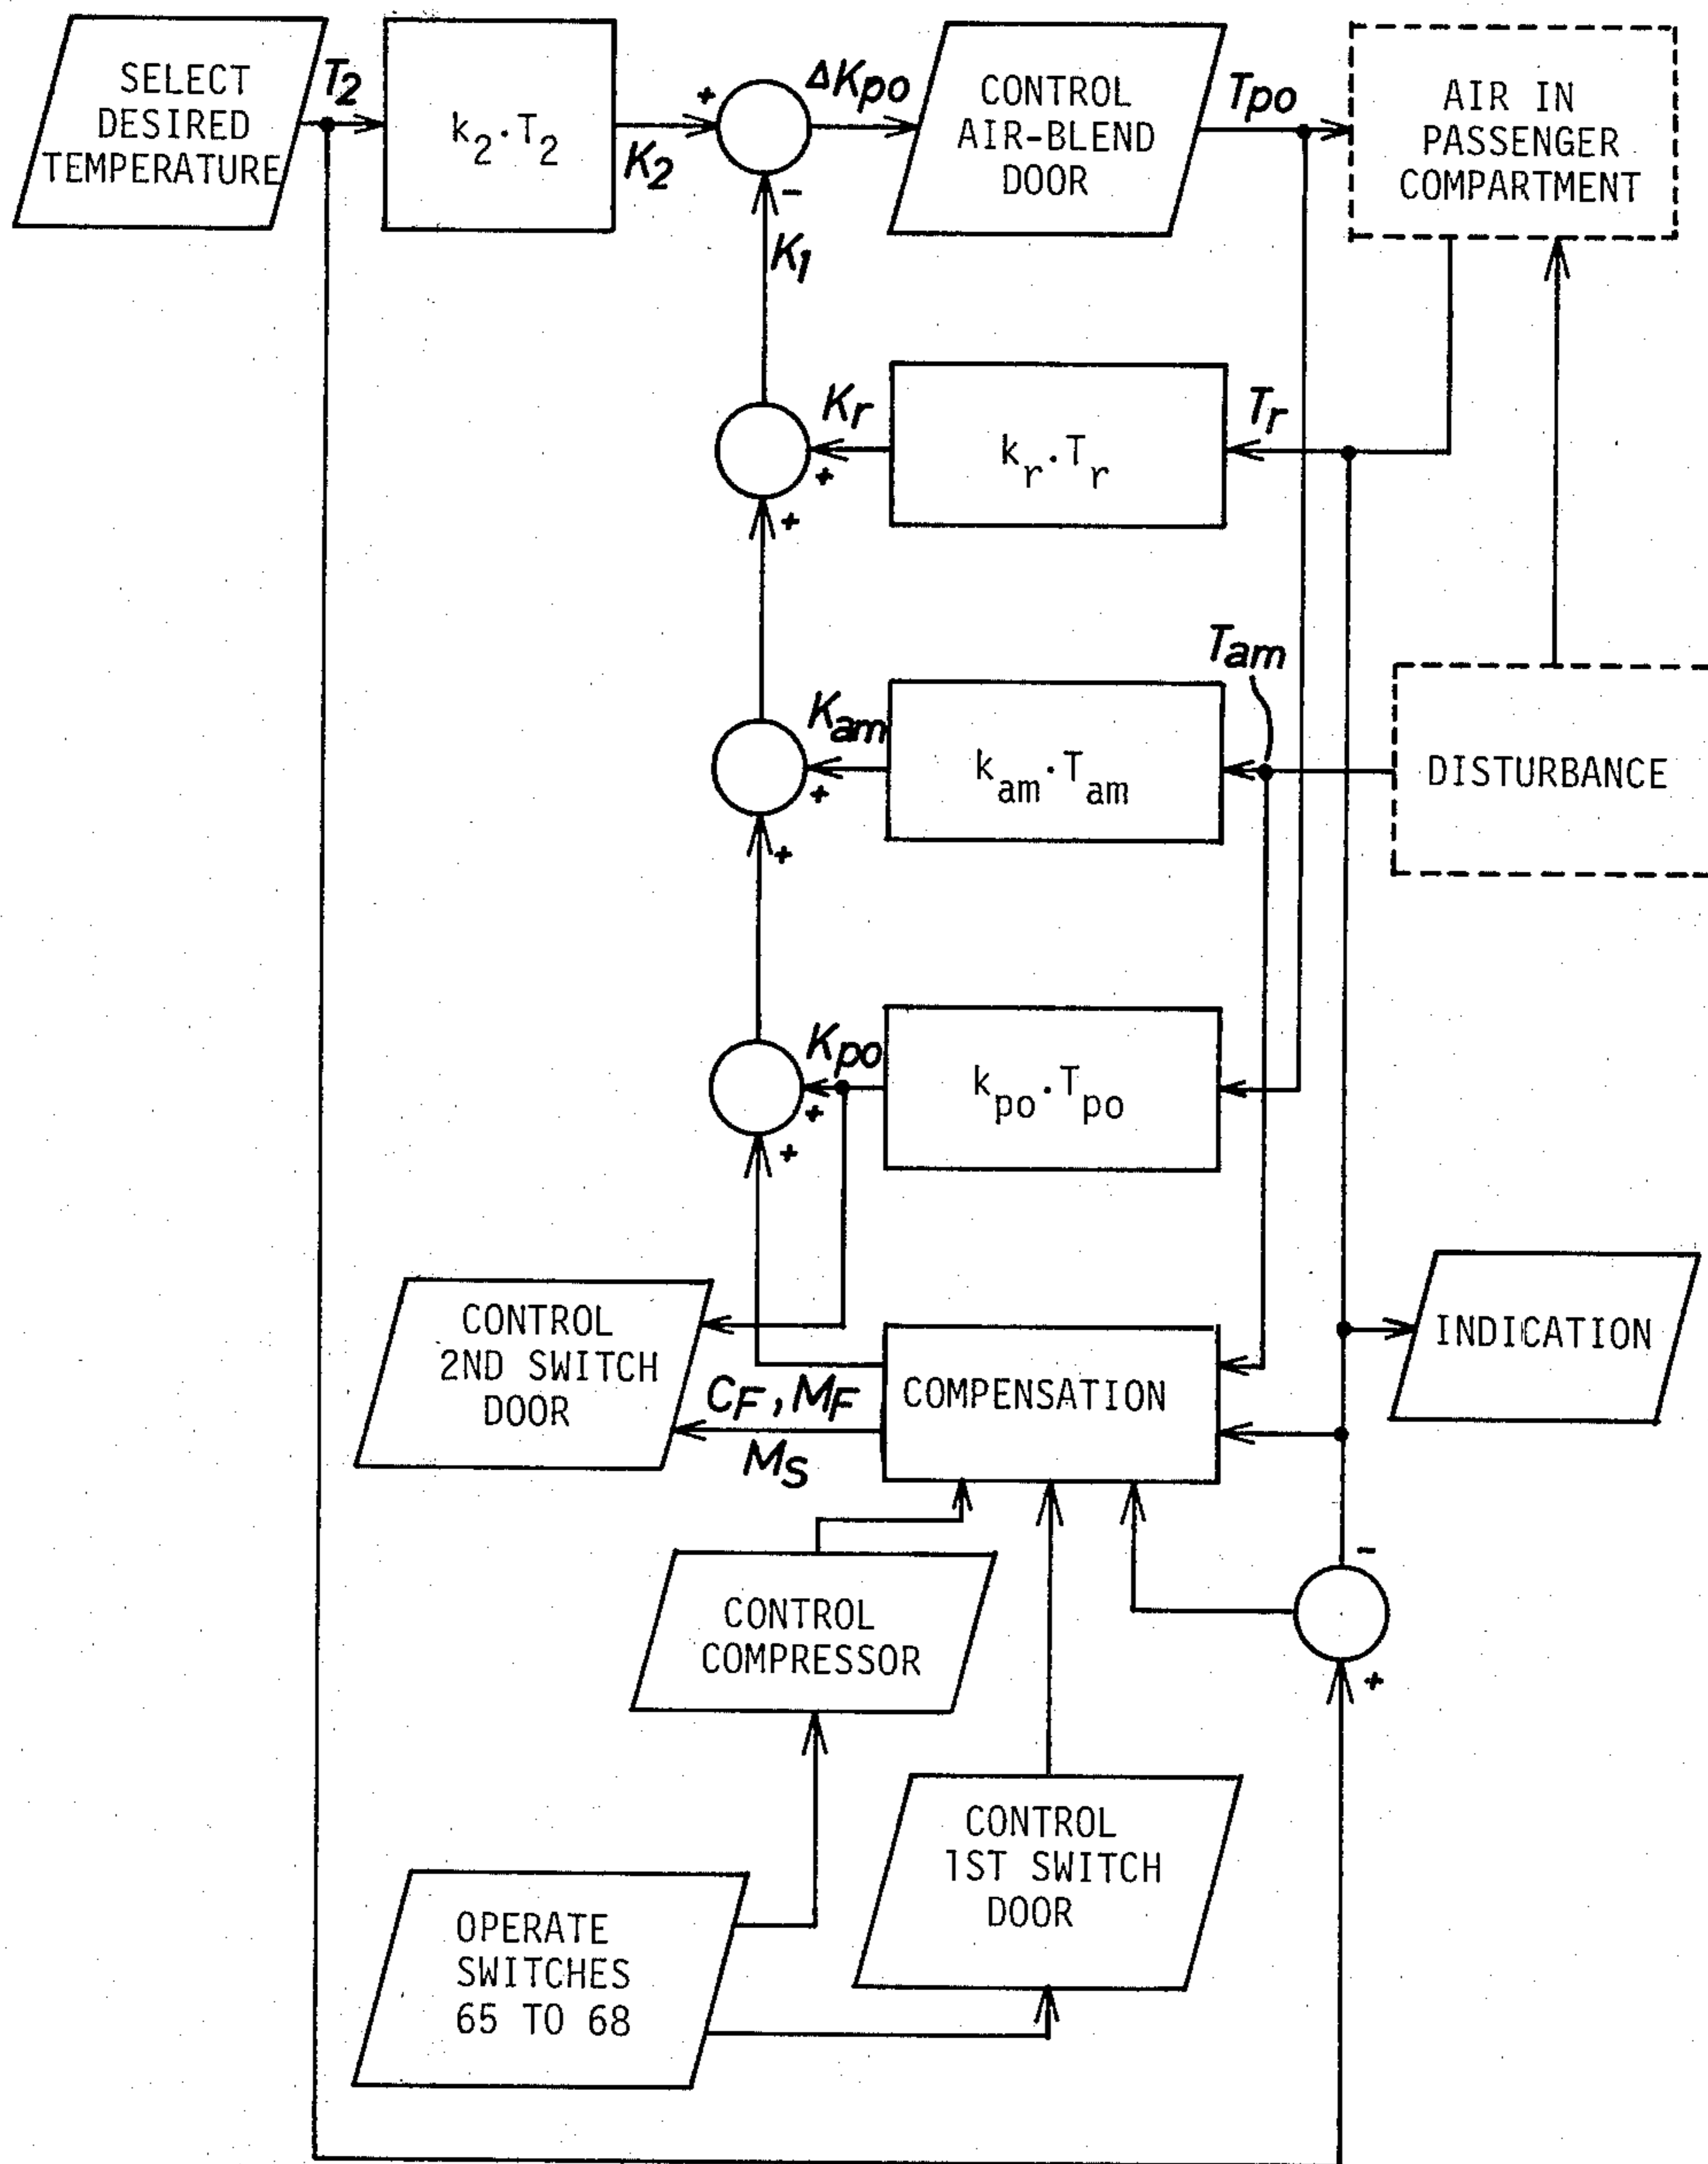 SELECT
DESIRED
TEMPERATURE
T2
k2·T2
K2
+
-
ΔKpo
CONTROL
AIR-BLEND
DOOR
Tpo
AIR IN
PASSENGER
COMPARTMENT
K1
Kr
+
+
kr·Tr
Tr
Kam
+
+
kam·Tam
Tam
DISTURBANCE
Kpo
+
+
kpo·Tpo
CONTROL
2ND SWITCH
DOOR
CF, MF
MS
COMPENSATION
INDICATION
-
+
CONTROL
COMPRESSOR
CONTROL
1ST SWITCH
DOOR
OPERATE
SWITCHES
65 TO 68